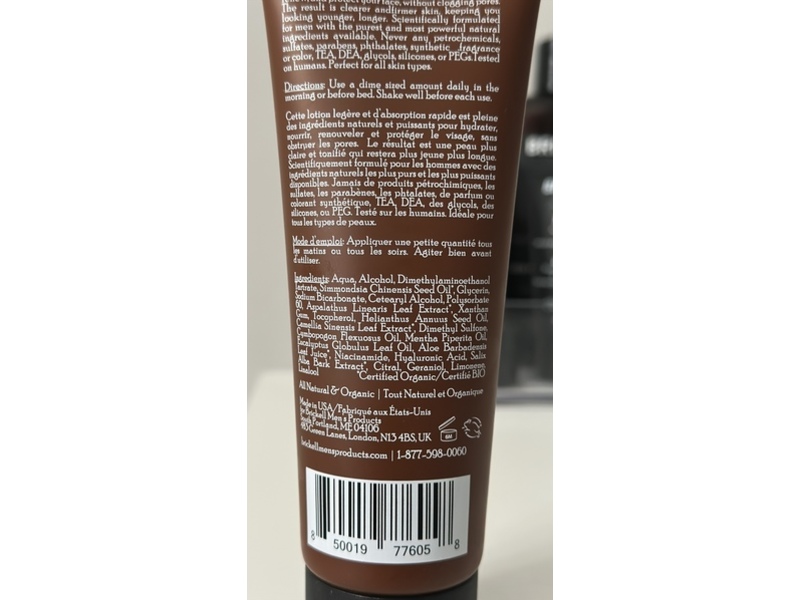 protect your face, without clogging pores.
The result is clearer and firmer skin, keeping you
looking younger, longer. Scientifically formulated
for men with the purest and most powerful natural
ingredients available. Never any petrochemicals,
sulfates, parabens, phthalates, synthetic fragrance
or color, TEA, DEA, glycols, silicones, or PEGs. Tested
on humans. Perfect for all skin types.
Directions: Use a dime sized amount daily in the
morning or before bed. Shake well before each use.
Cette lotion legère et d'absorption rapide est pleine
des ingrédients naturels et puissants pour hydrater,
nourrir, renouveler et protéger le visage, sans
obstruer les pores. Le résultat est une peau plus
claire et tonifié qui restera plus jeune plus longue.
Scientifiquement formulé pour les hommes avec des
ingrédients naturels les plus purs et les plus puissants
disponibles. Jamais de produits pétrochimiques, les
sulfates, les parabènes, les phtalates, de parfum ou
colorant synthétique, TEA, DEA, des glycols, des
silicones, ou PEG. Testé sur les humains. Idéale pour
tous les types de peaux.
Mode d'emploi: Appliquer une petite quantité tous
les matins ou tous les soirs. Agiter bien avant
d'utiliser.
Ingredients: Aqua, Alcohol, Dimethylaminoethanol
Tartrate, Simmondsia Chinensis Seed Oil*, Glycerin,
Sodium Bicarbonate, Cetearyl Alcohol, Polysorbate
60, Aspalathus Linearis Leaf Extract*, Xanthan
Gum, Tocopherol, Helianthus Annuus Seed Oil,
Camellia Sinensis Leaf Extract*, Dimethyl Sulfone,
Cymbopogon Flexuosus Oil, Mentha Piperita Oil,
Eucalyptus Globulus Leaf Oil, Aloe Barbadensis
Leaf Juice*, Niacinamide, Hyaluronic Acid, Salix
Alba Bark Extract*, Citral, Geraniol, Limonene,
Linalool *Certified Organic/Certifié BIO
All Natural & Organic | Tout Naturel et Organique
Made in USA/Fabriqué aux États-Unis
for Brickell Men's Products
South Portland, ME 04106
483 Green Lanes, London, N13 4BS, UK
brickellmensproducts.com | 1-877-598-0060
8 50019 77605 8